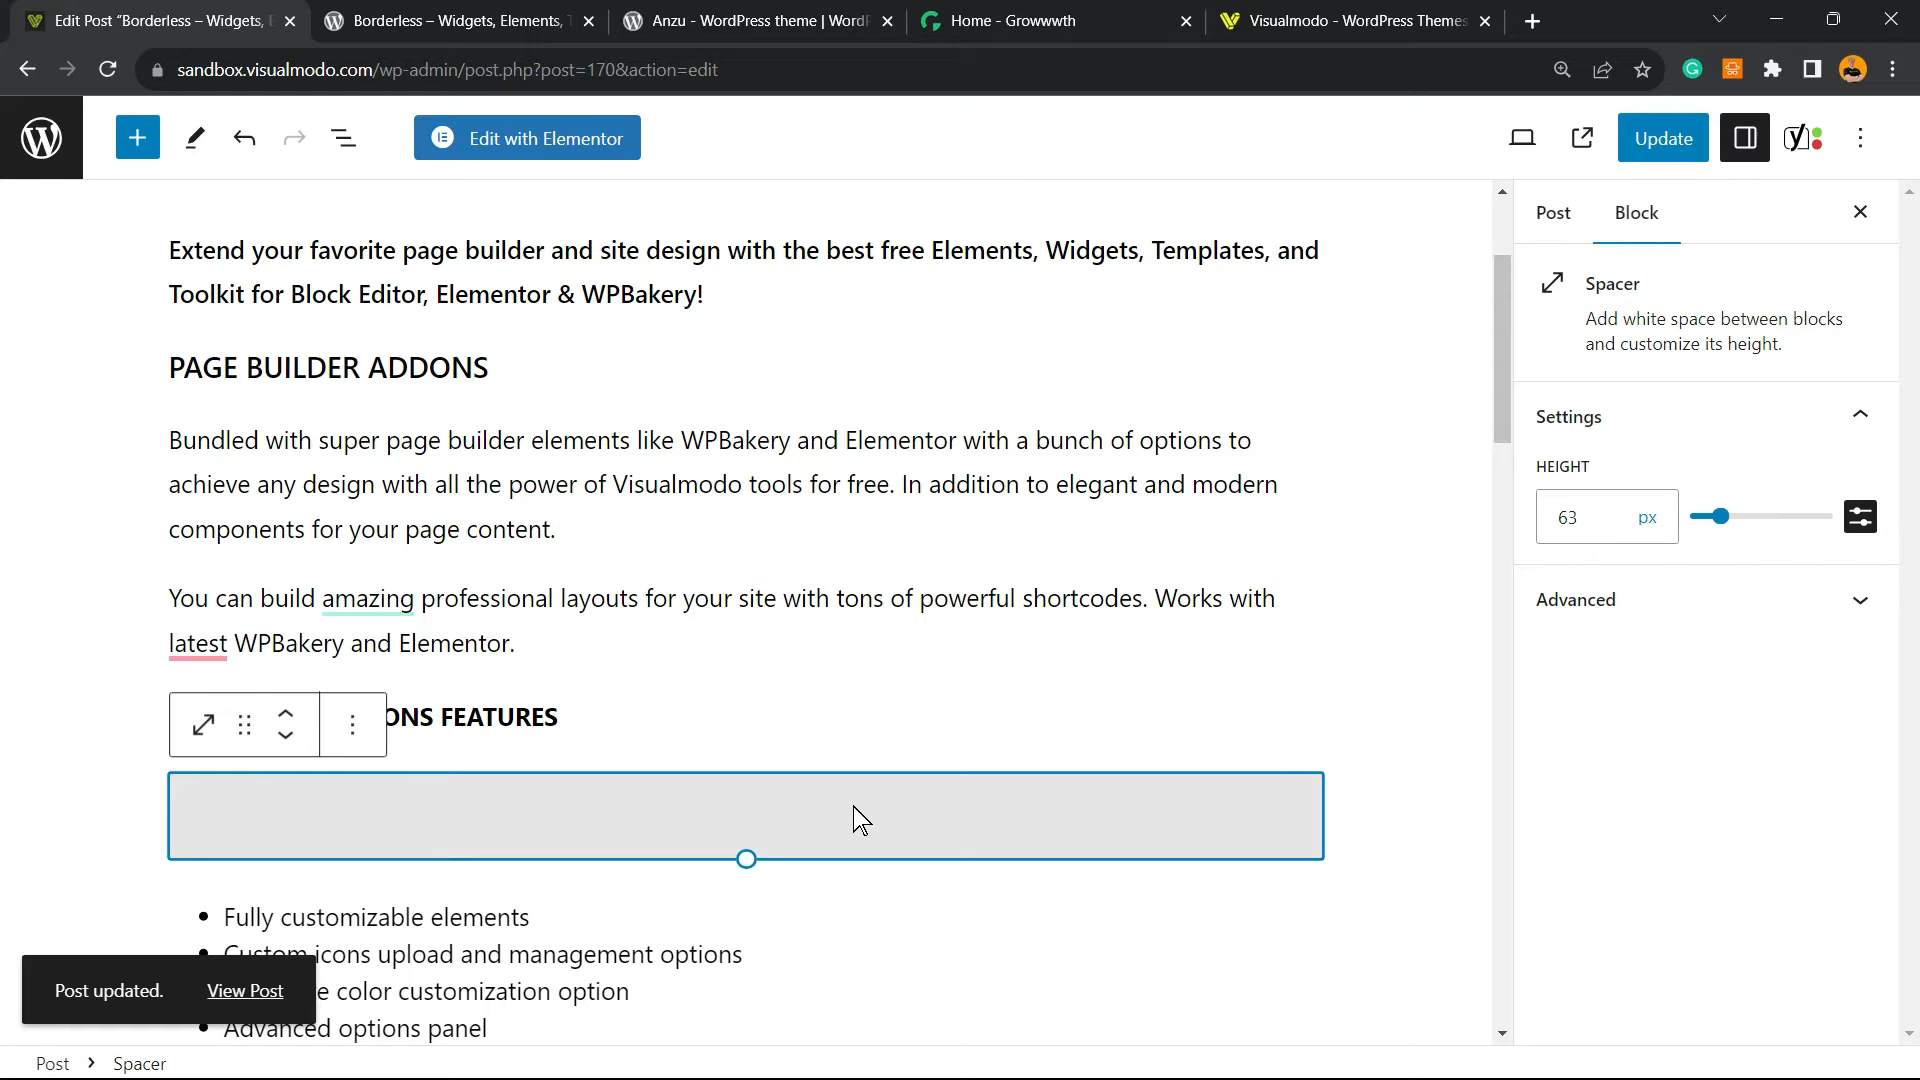 Edit Post “Borderless – Widgets, E
Borderless – Widgets, Elements, T
Anzu - WordPress theme | WordP
Home - Growwwth
Visualmodo - WordPress Themes
sandbox.visualmodo.com/wp-admin/post.php?post=170&action=edit
Edit with Elementor
Update
Post
Block
Extend your favorite page builder and site design with the best free Elements, Widgets, Templates, and
Toolkit for Block Editor, Elementor & WPBakery!
PAGE BUILDER ADDONS
Bundled with super page builder elements like WPBakery and Elementor with a bunch of options to
achieve any design with all the power of Visualmodo tools for free. In addition to elegant and modern
components for your page content.
You can build amazing professional layouts for your site with tons of powerful shortcodes. Works with
latest WPBakery and Elementor.
ONS FEATURES
Fully customizable elements
Custom icons upload and management options
e color customization option
Advanced options panel
Spacer
Add white space between blocks
and customize its height.
Settings
HEIGHT
63 px
Advanced
Post updated. View Post
Post > Spacer